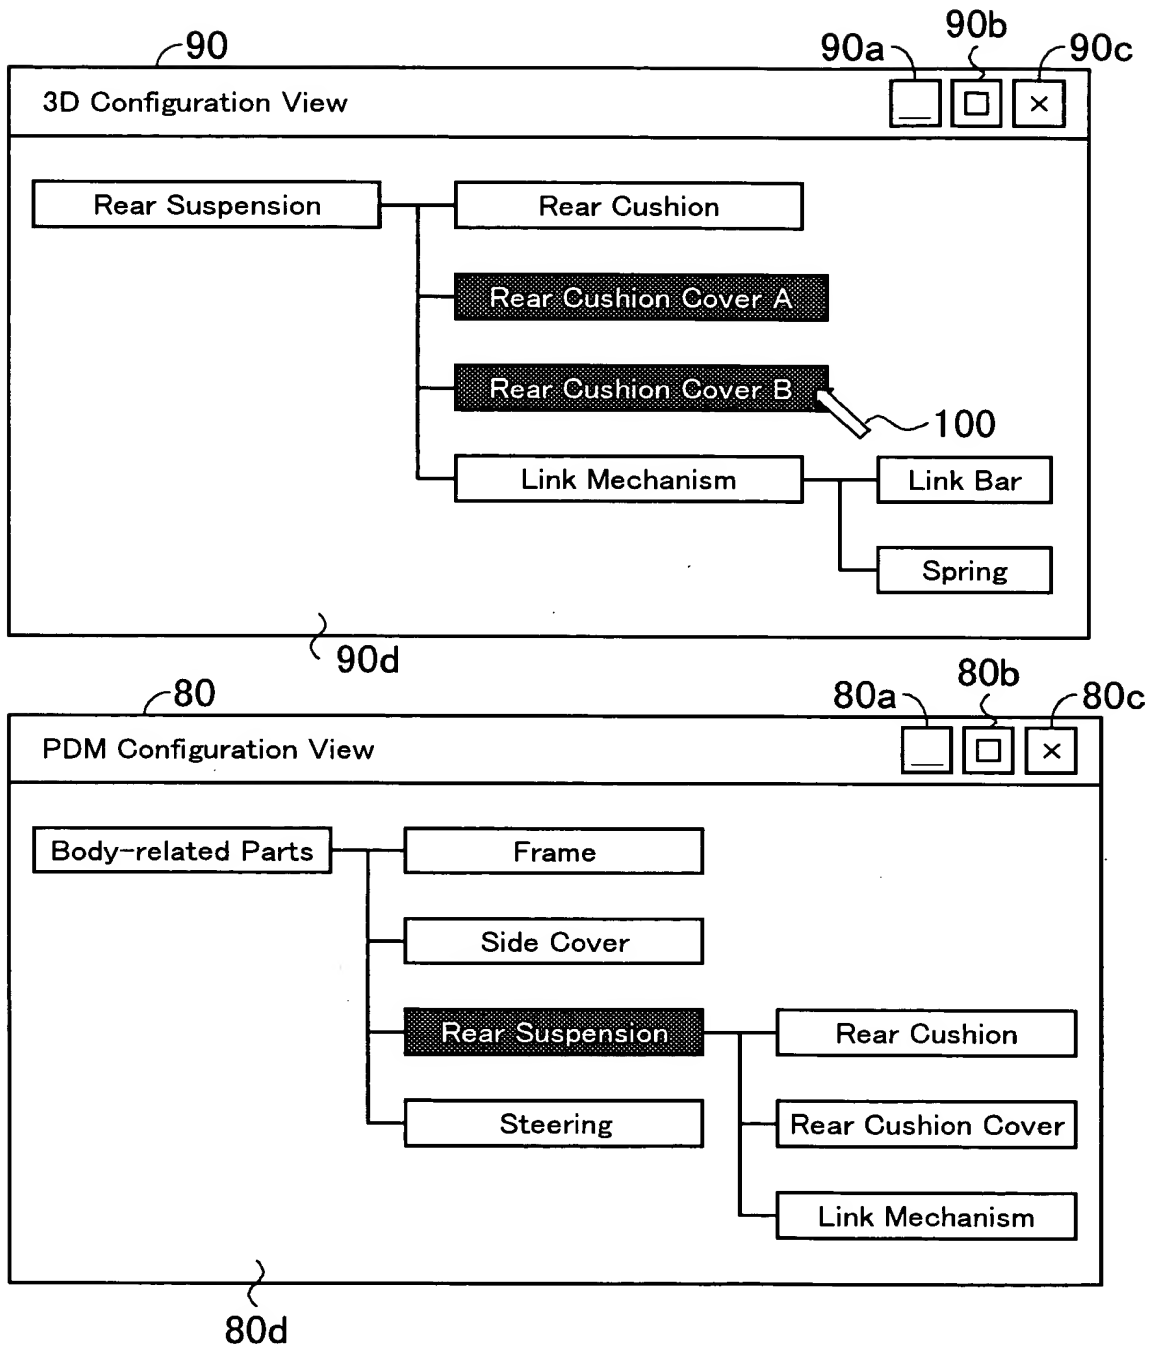 90
90a
90b
90c
3D Configuration View
Rear Suspension
Rear Cushion
Rear Cushion Cover A
Rear Cushion Cover B
100
Link Mechanism
Link Bar
Spring
90d
80
80a
80b
80c
PDM Configuration View
Body-related Parts
Frame
Side Cover
Rear Suspension
Rear Cushion
Steering
Rear Cushion Cover
Link Mechanism
80d